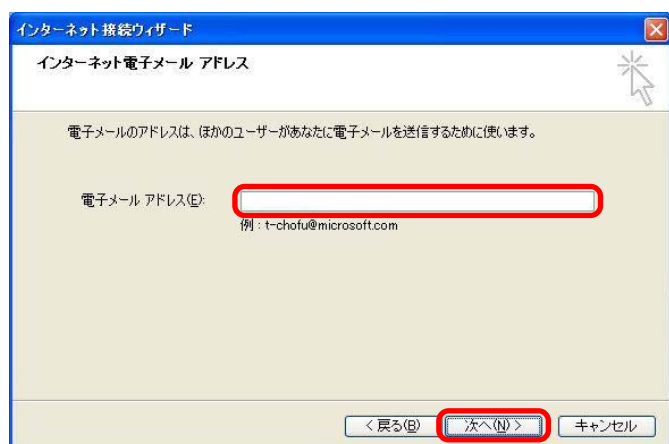 インターネット接続ウィザード
インターネット電子メール アドレス
電子メールのアドレスは、ほかのユーザーがあなたに電子メールを送信するために使います。
電子メール アドレス(E):
例 : t-chofu@microsoft.com
< 戻る(B) 次へ(N) > キャンセル